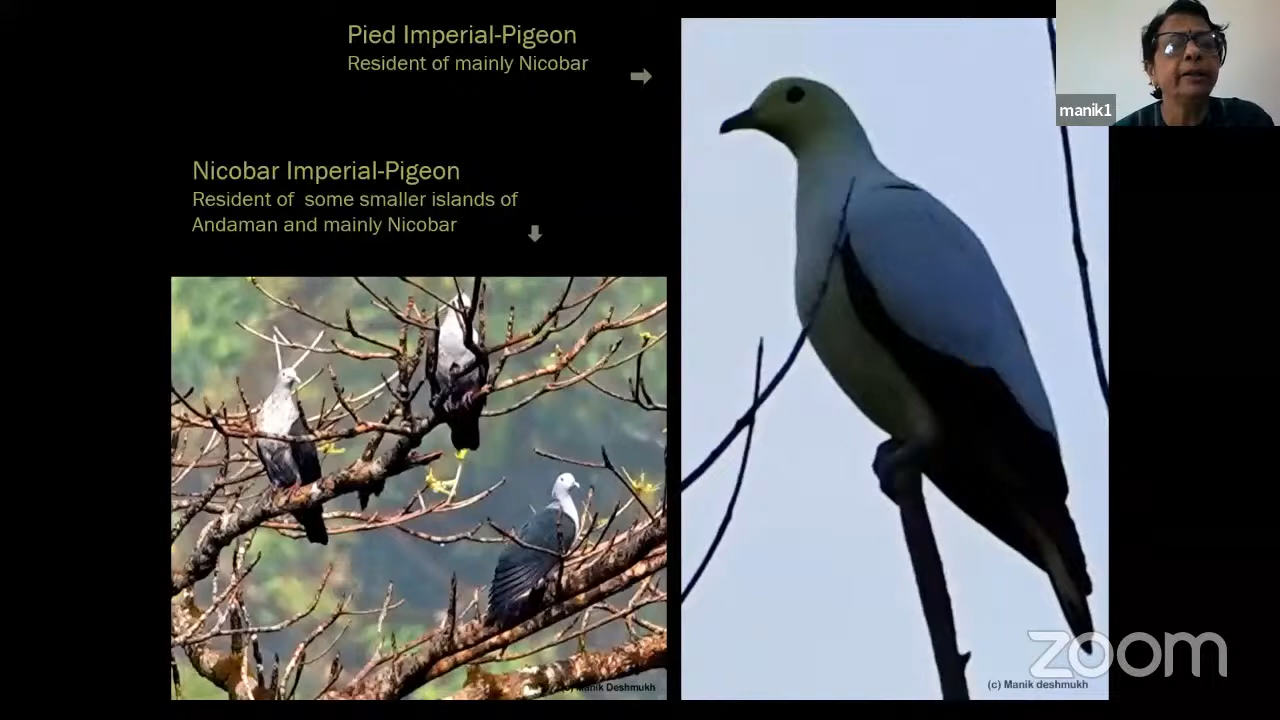 Pied Imperial-Pigeon
Resident of mainly Nicobar
manik1
Nicobar Imperial-Pigeon
Resident of some smaller islands of
Andaman and mainly Nicobar
(c) Manik Deshmukh
(c) Manik deshmukh
zoom